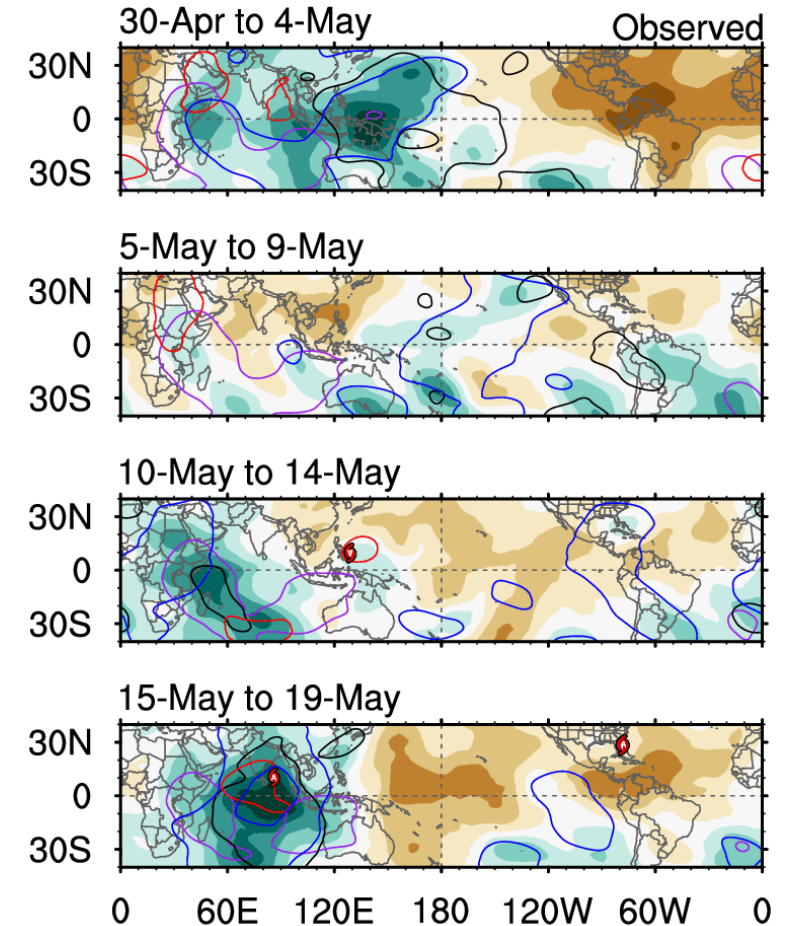 30-Apr to 4-May Observed
30N
0
30S
5-May to 9-May
30N
0
30S
10-May to 14-May
30N
0
30S
15-May to 19-May
30N
0
30S
0 60E 120E 180 120W 60W 0